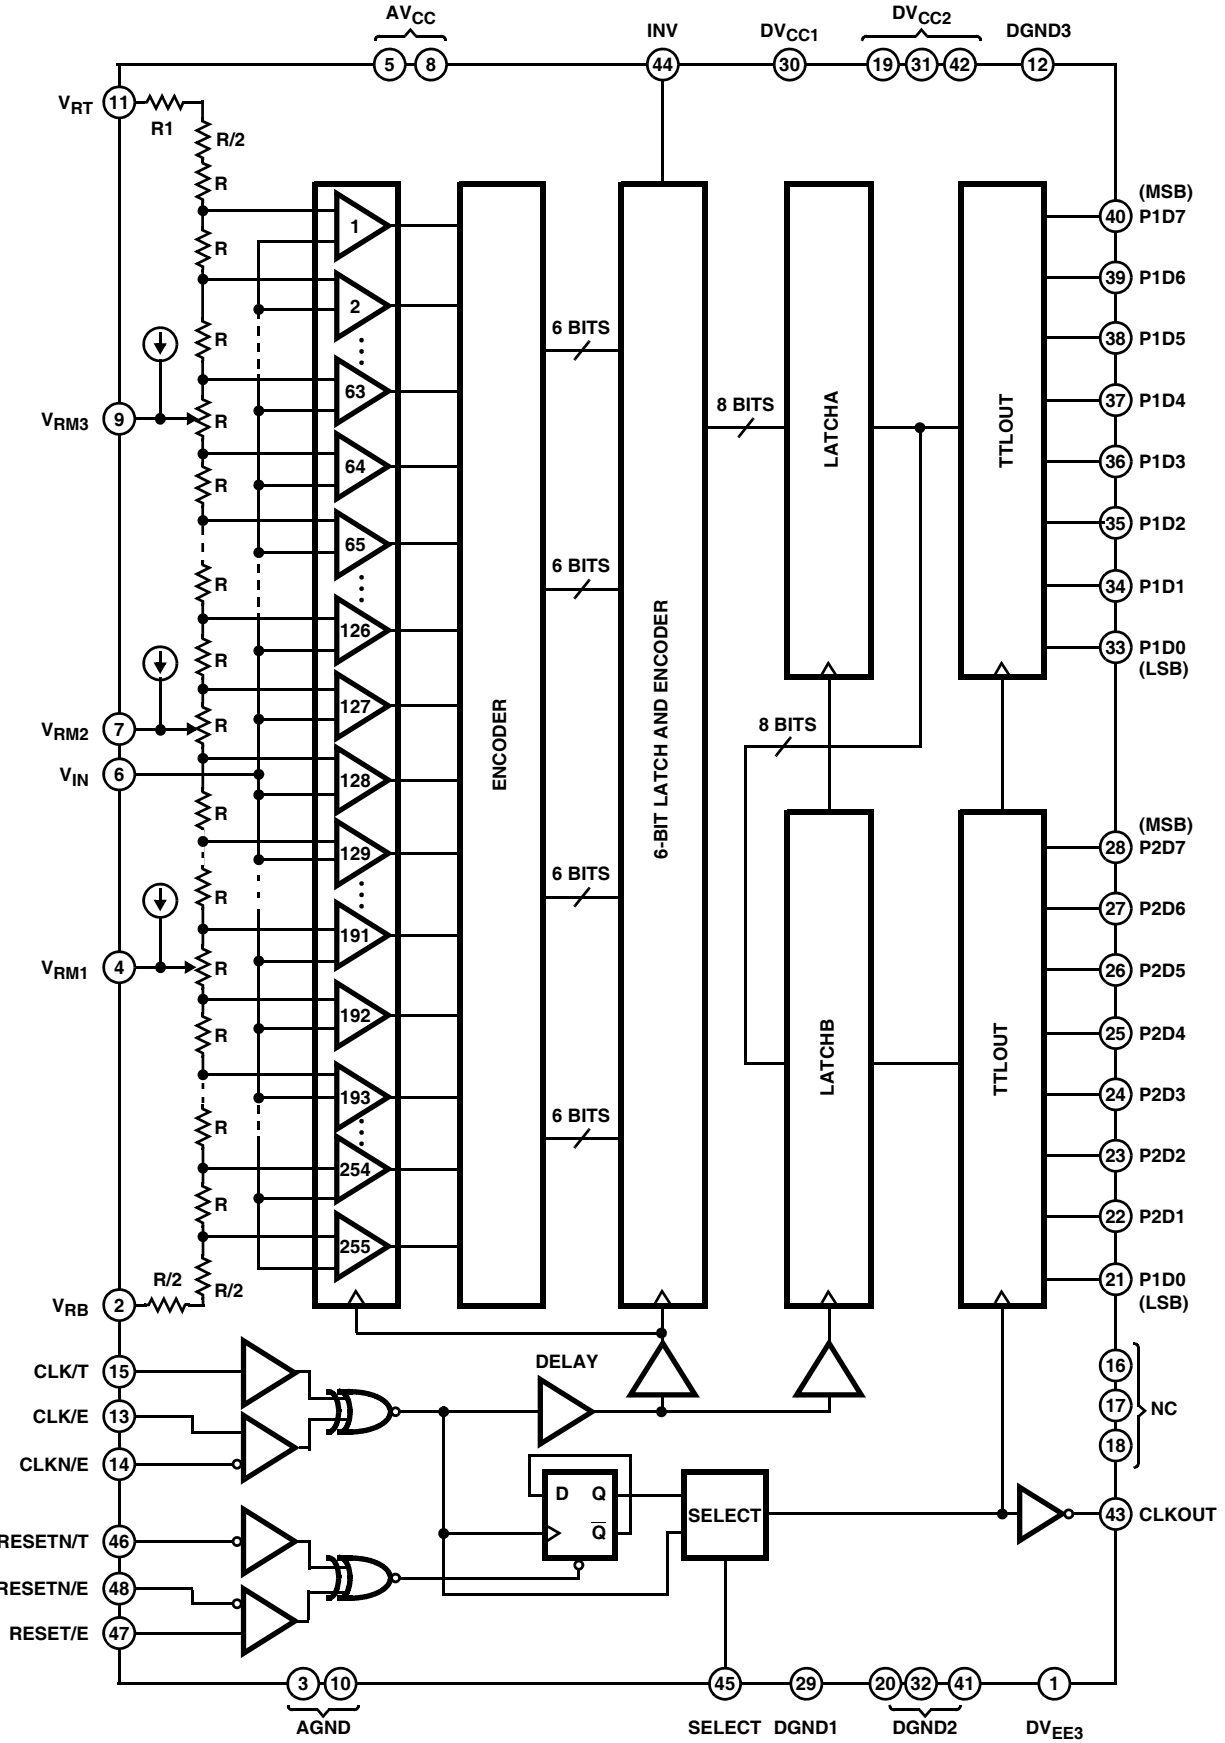 AVCC
INV
DVCC1
DVCC2
DGND3
5
8
44
30
19
31
42
12
VRT
11
R1
R/2
R
(MSB)
40
P1D7
R
1
39
P1D6
2
R
6 BITS
38
P1D5
63
VRM3
9
R
8 BITS
LATCHA
TTLOUT
37
P1D4
64
R
36
P1D3
65
35
P1D2
R
6 BITS
34
P1D1
126
R
33
P1D0
(LSB)
127
VRM2
7
R
8 BITS
VIN
6
128
ENCODER
6-BIT LATCH AND ENCODER
R
129
(MSB)
28
P2D7
R
6 BITS
27
P2D6
191
VRM1
4
R
26
P2D5
192
R
LATCHB
TTLOUT
25
P2D4
193
24
P2D3
R
6 BITS
254
23
P2D2
R
22
P2D1
255
R/2
R/2
21
P1D0
(LSB)
VRB
2
CLK/T
15
DELAY
16
CLK/E
13
17
NC
CLKN/E
14
18
D
Q
Q
SELECT
43
CLKOUT
RESETN/T
46
RESETN/E
48
RESET/E
47
3
10
45
29
20
32
41
1
AGND
SELECT
DGND1
DGND2
DVEE3